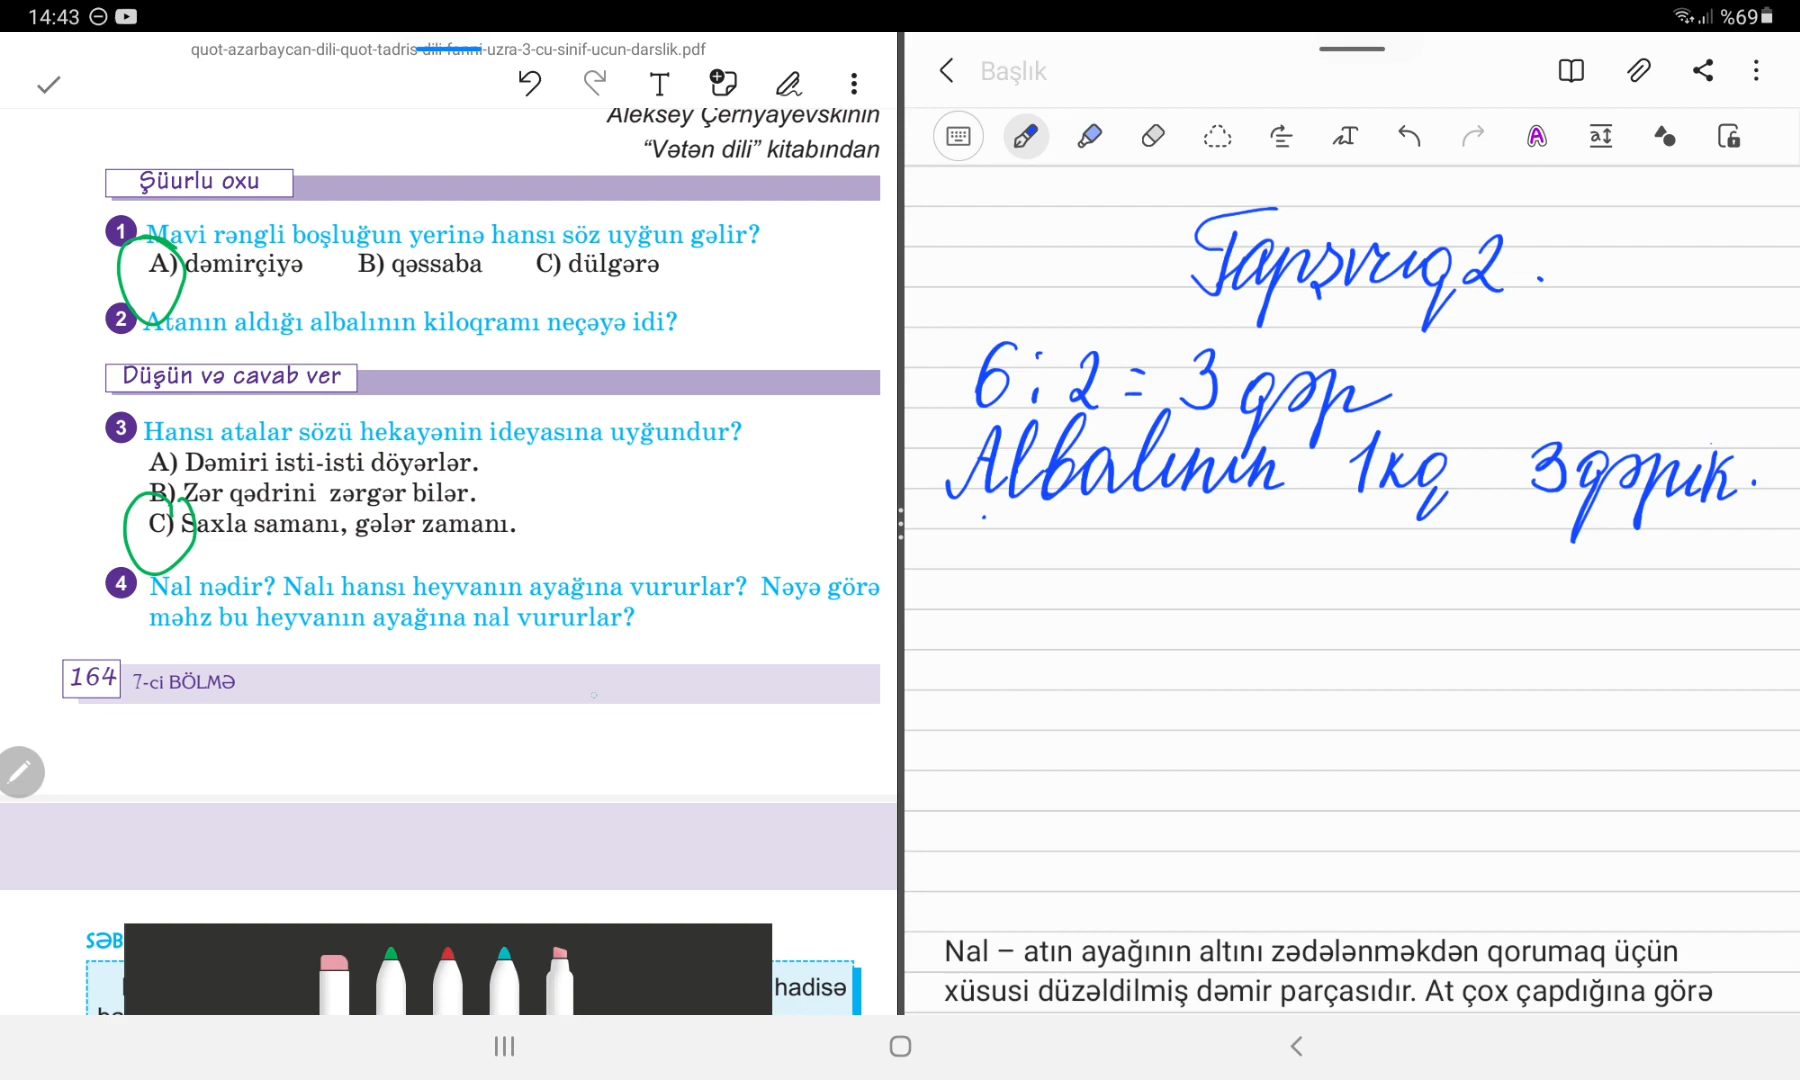 14:43
%69
quot-azarbaycan-dili-quot-tadris-dili-fanni-uzra-3-cu-sinif-ucun-darslik.pdf
Aleksey Çernyayevskinin
“Vətən dili” kitabından
Şüurlu oxu
1 Mavi rəngli boşluğun yerinə hansı söz uyğun gəlir?
A) dəmirçiyə B) qəssaba C) dülgərə
2 Atanın aldığı albalının kiloqramı neçəyə idi?
Düşün və cavab ver
3 Hansı atalar sözü hekayənin ideyasına uyğundur?
A) Dəmiri isti-isti döyərlər.
B) Zər qədrini zərgər bilər.
C) Saxla samanı, gələr zamanı.
4 Nal nədir? Nalı hansı heyvanın ayağına vururlar? Nəyə görə
məhz bu heyvanın ayağına nal vururlar?
164 7-ci BÖLMƏ
SƏB
hadisə
Başlık
Tapşırıq 2.
6 : 2 = 3 qəp
Albalının 1kq 3 qəpik.
Nal – atın ayağının altını zədələnməkdən qorumaq üçün
xüsusi düzəldilmiş dəmir parçasıdır. At çox çapdığına görə